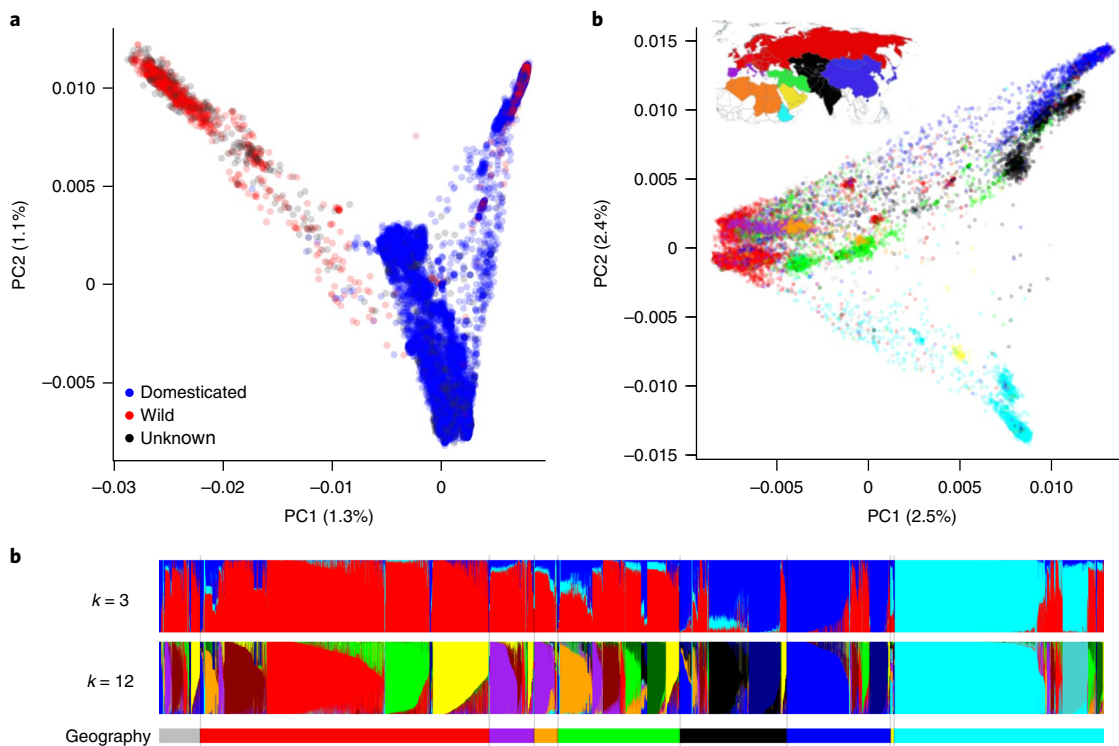 a
0.010
0.005
0
−0.005
PC2 (1.1%)
Domesticated
Wild
Unknown
−0.03
−0.02
−0.01
0
PC1 (1.3%)
b
0.015
0.010
0.005
0
−0.005
−0.010
−0.015
PC2 (2.4%)
−0.005
0
0.005
0.010
PC1 (2.5%)
b
k = 3
k = 12
Geography